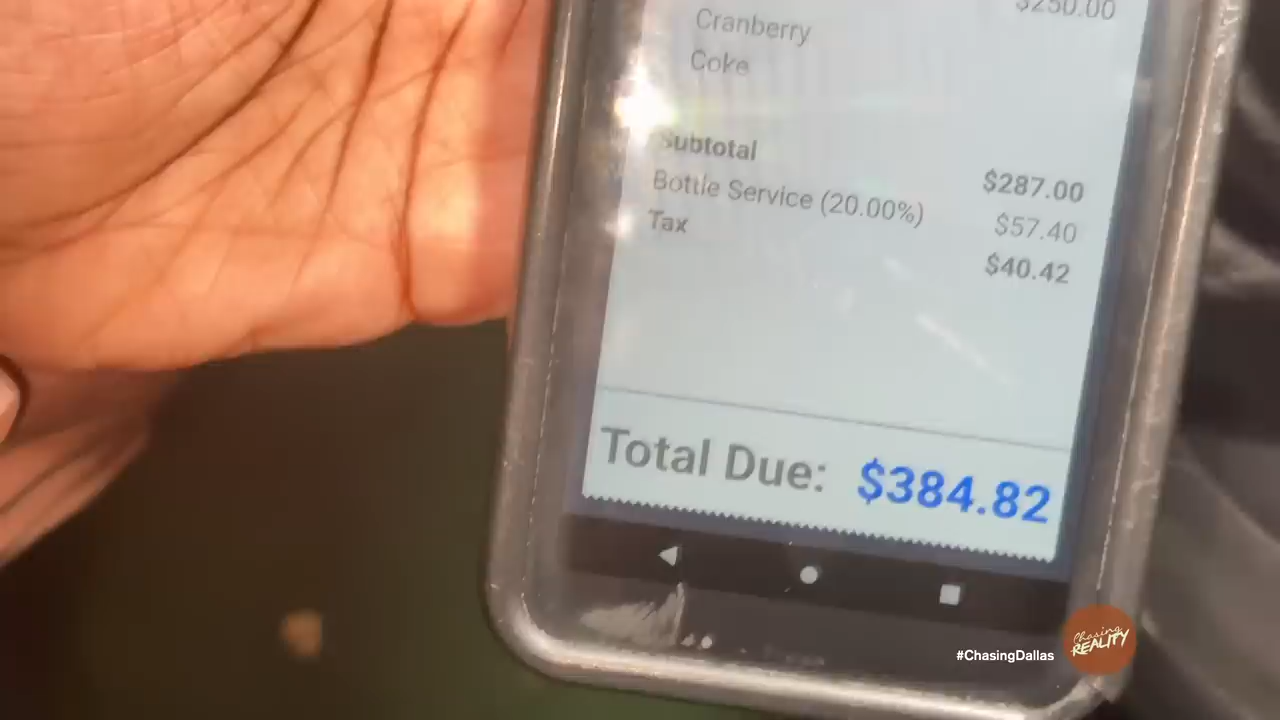 $250.00
Cranberry
Coke
Subtotal $287.00
Bottle Service (20.00%) $57.40
Tax $40.42
Total Due: $384.82
#ChasingDallas
Chasing
REALITY